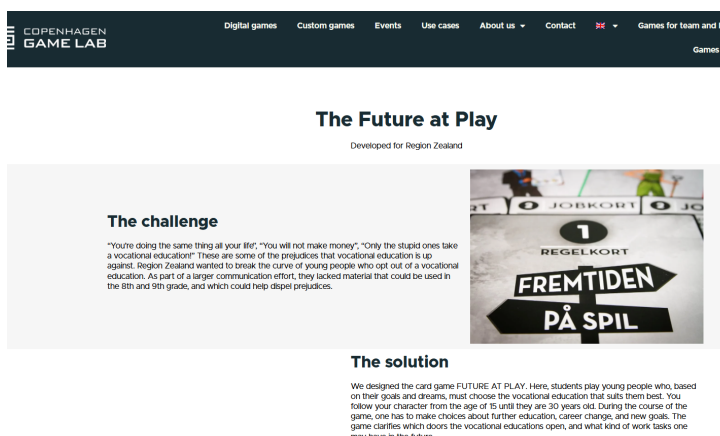 COPENHAGEN
GAME LAB
Digital games Custom games Events Use cases About us Contact Games for team and
Games
The Future at Play
Developed for Region Zealand
The challenge
"You're doing the same thing all your life", "You will not make money", "Only the stupid ones take
a vocational education!" These are some of the prejudices that vocational education is up
against. Region Zealand wanted to break the curve of young people who opt out of a vocational
education. As part of a larger communication effort, they lacked material that could be used in
the 8th and 9th grade, and which could help dispel prejudices.
JOBKORT
1
REGELKORT
FREMTIDEN
PÅ SPIL
The solution
We designed the card game FUTURE AT PLAY. Here, students play young people who, based
on their goals and dreams, must choose the vocational education that suits them best. You
follow your character from the age of 15 until they are 30 years old. During the course of the
game, one has to make choices about further education, career change, and new goals. The
game clarifies which doors the vocational educations open, and what kind of work tasks one
may have in the future